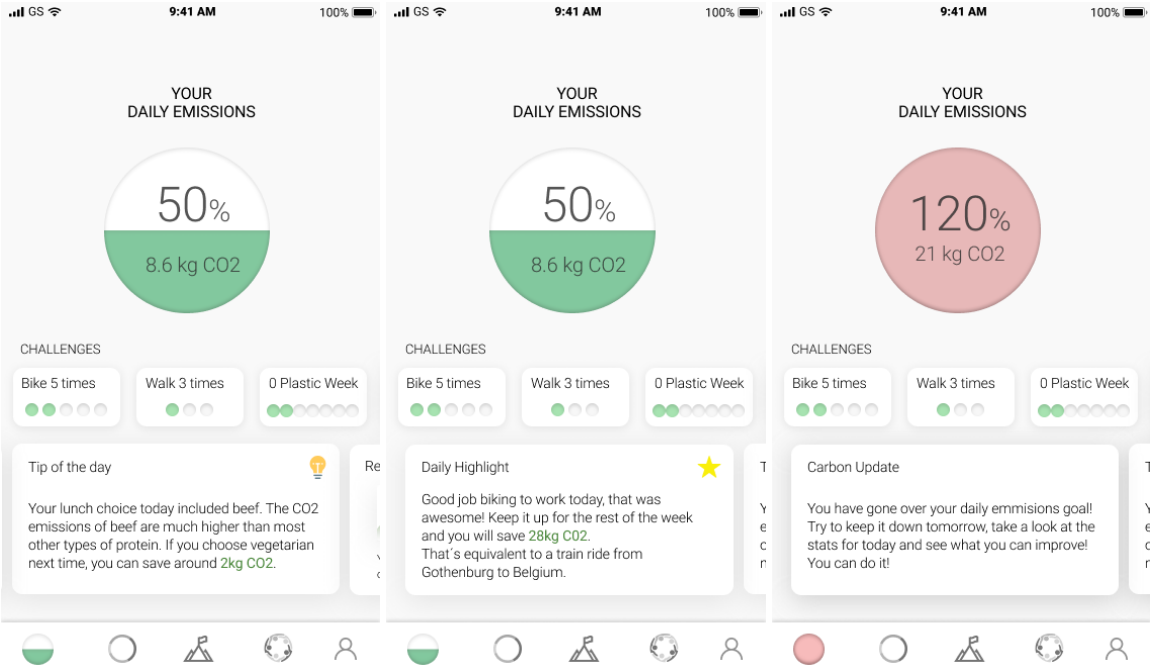 GS 9:41 AM 100%
YOUR
DAILY EMISSIONS
50%
8.6 kg CO2
CHALLENGES
Bike 5 times
Walk 3 times
0 Plastic Week
Tip of the day
Your lunch choice today included beef. The CO2
emissions of beef are much higher than most
other types of protein. If you choose vegetarian
next time, you can save around 2kg CO2.
Re
GS 9:41 AM 100%
YOUR
DAILY EMISSIONS
50%
8.6 kg CO2
CHALLENGES
Bike 5 times
Walk 3 times
0 Plastic Week
Daily Highlight
Good job biking to work today, that was
awesome! Keep it up for the rest of the week
and you will save 28kg C02.
That´s equivalent to a train ride from
Gothenburg to Belgium.
GS 9:41 AM 100%
YOUR
DAILY EMISSIONS
120%
21 kg CO2
CHALLENGES
Bike 5 times
Walk 3 times
0 Plastic Week
Carbon Update
You have gone over your daily emmisions goal!
Try to keep it down tomorrow, take a look at the
stats for today and see what you can improve!
You can do it!